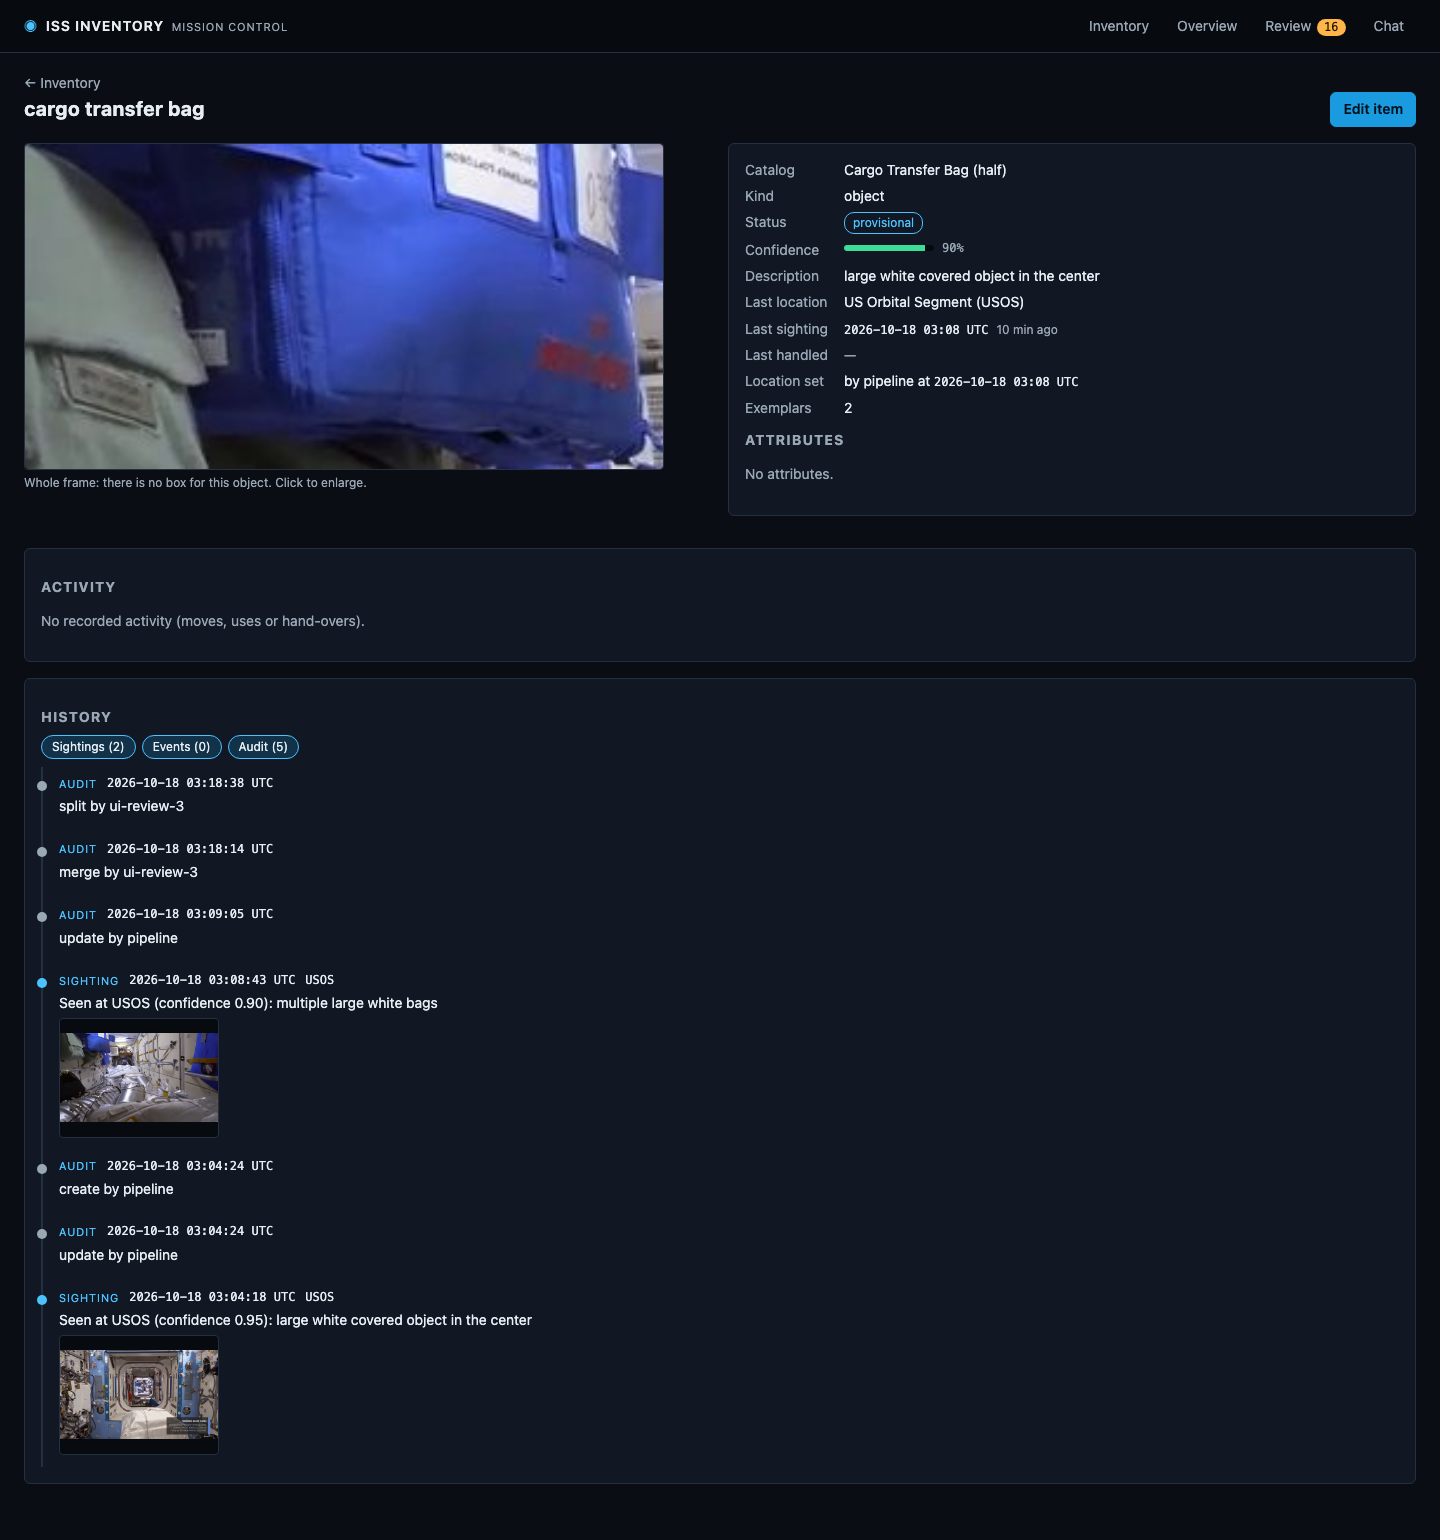 ISS INVENTORY MISSION CONTROL
Inventory
Overview
Review 16
Chat
← Inventory
cargo transfer bag
Edit item
Whole frame: there is no box for this object. Click to enlarge.
Catalog Cargo Transfer Bag (half)
Kind object
Status provisional
Confidence 90%
Description large white covered object in the center
Last location US Orbital Segment (USOS)
Last sighting 2026-10-18 03:08 UTC 10 min ago
Last handled —
Location set by pipeline at 2026-10-18 03:08 UTC
Exemplars 2
ATTRIBUTES
No attributes.
ACTIVITY
No recorded activity (moves, uses or hand-overs).
HISTORY
Sightings (2) Events (0) Audit (5)
AUDIT 2026-10-18 03:18:38 UTC
split by ui-review-3
AUDIT 2026-10-18 03:18:14 UTC
merge by ui-review-3
AUDIT 2026-10-18 03:09:05 UTC
update by pipeline
SIGHTING 2026-10-18 03:08:43 UTC USOS
Seen at USOS (confidence 0.90): multiple large white bags
AUDIT 2026-10-18 03:04:24 UTC
create by pipeline
AUDIT 2026-10-18 03:04:24 UTC
update by pipeline
SIGHTING 2026-10-18 03:04:18 UTC USOS
Seen at USOS (confidence 0.95): large white covered object in the center